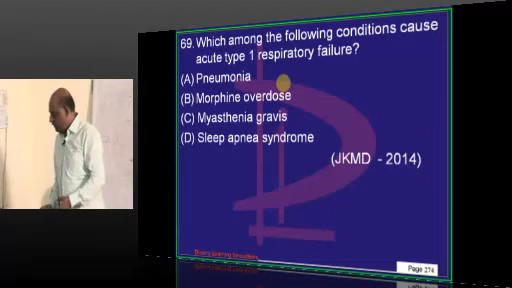 69. Which among the following conditions cause
acute type 1 respiratory failure?
(A) Pneumonia
(B) Morphine overdose
(C) Myasthenia gravis
(D) Sleep apnea syndrome
(JKMD - 2014)
Page 274